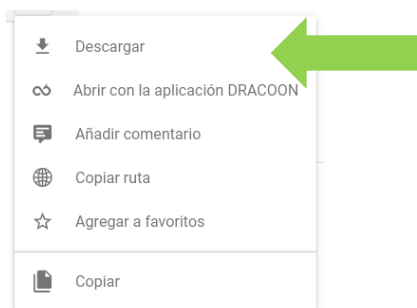 Descargar
Abrir con la aplicación DRACOON
Añadir comentario
Copiar ruta
Agregar a favoritos
Copiar